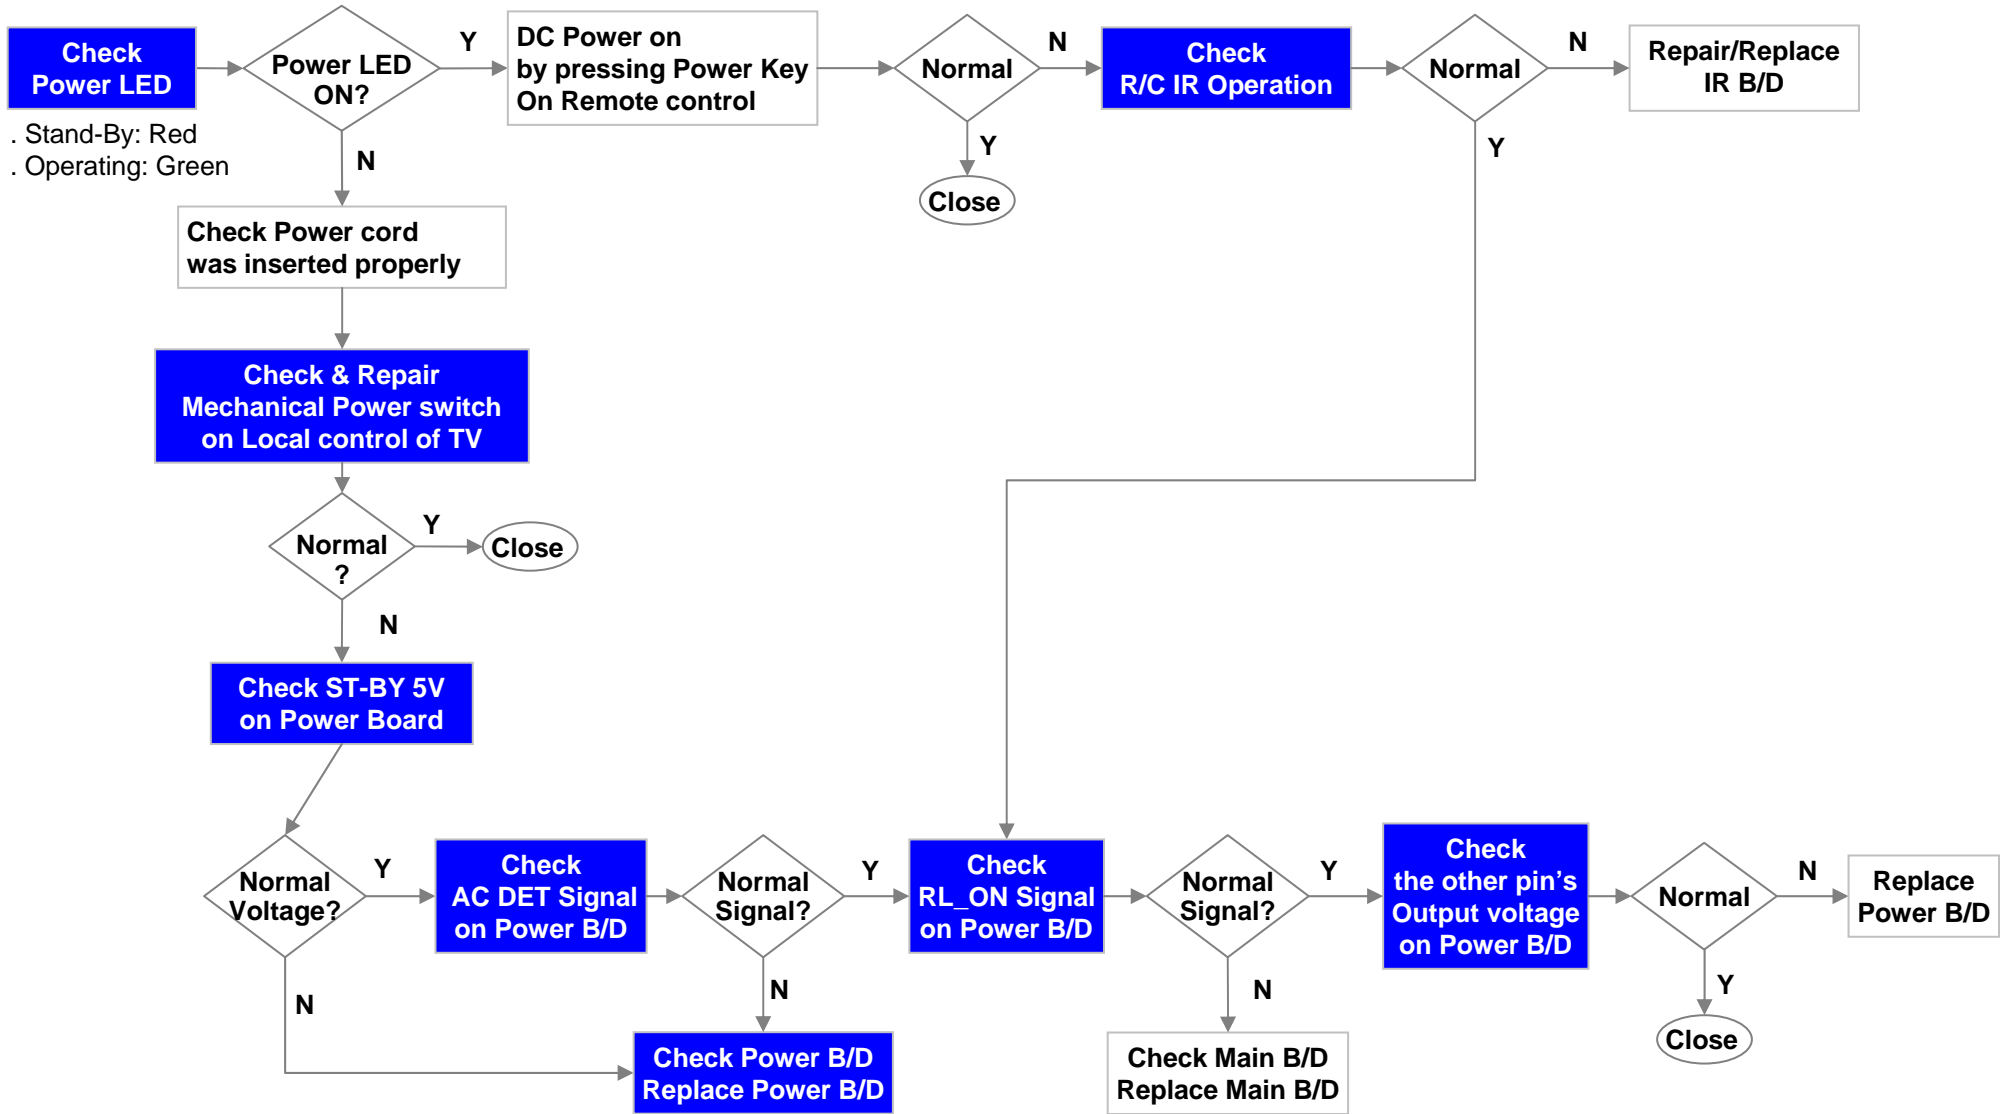 Check
Power LED
. Stand-By: Red
. Operating: Green
Power LED
ON?
Y
DC Power on
by pressing Power Key
On Remote control
Normal
N
Check
R/C IR Operation
Normal
N
Repair/Replace
IR B/D
Y
Close
Y
N
Check Power cord
was inserted properly
Check & Repair
Mechanical Power switch
on Local control of TV
Normal
?
Y
Close
N
Check ST-BY 5V
on Power Board
Normal
Voltage?
Y
Check
AC DET Signal
on Power B/D
Normal
Signal?
Y
Check
RL_ON Signal
on Power B/D
Normal
Signal?
Y
Check
the other pin’s
Output voltage
on Power B/D
Normal
N
Replace
Power B/D
N
N
Check Power B/D
Replace Power B/D
N
Check Main B/D
Replace Main B/D
Y
Close